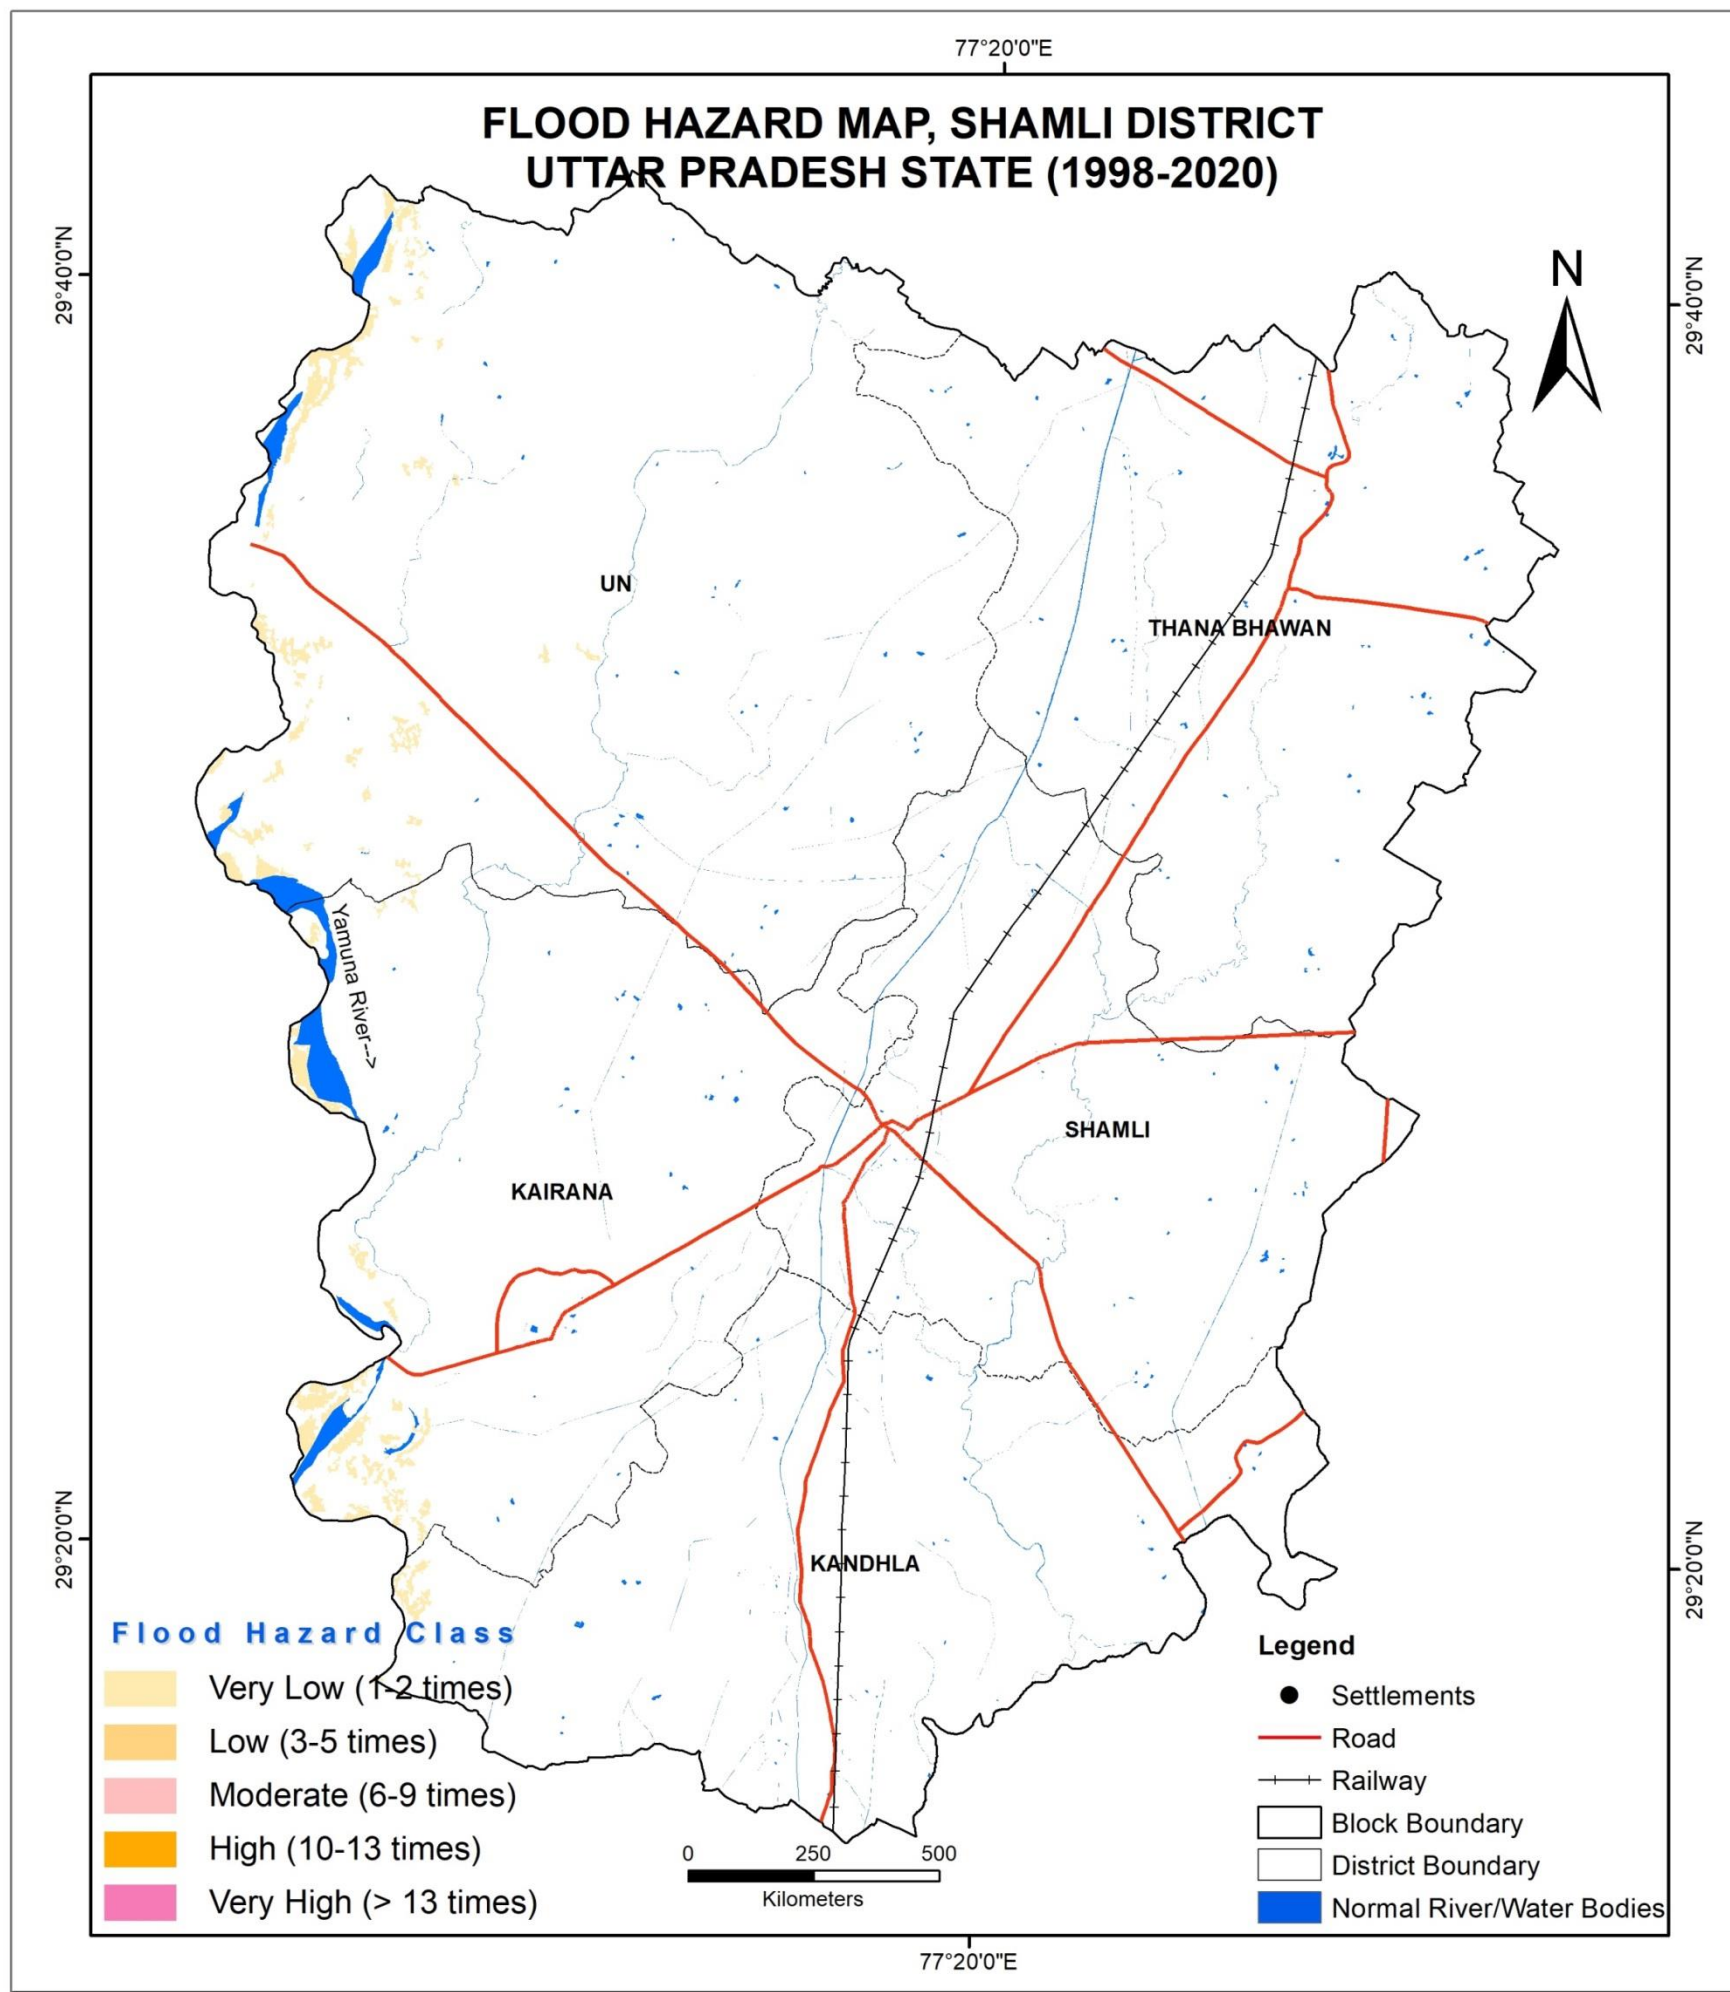 77°20'0"E
FLOOD HAZARD MAP, SHAMLI DISTRICT
UTTAR PRADESH STATE (1998-2020)
29°40'0"N
29°40'0"N
N
UN
THANA BHAWAN
Yamuna River-->
SHAMLI
KAIRANA
29°20'0"N
29°20'0"N
KANDHLA
Flood Hazard Class
Very Low (1-2 times)
Low (3-5 times)
Moderate (6-9 times)
High (10-13 times)
Very High (> 13 times)
0 250 500
Kilometers
Legend
Settlements
Road
Railway
Block Boundary
District Boundary
Normal River/Water Bodies
77°20'0"E